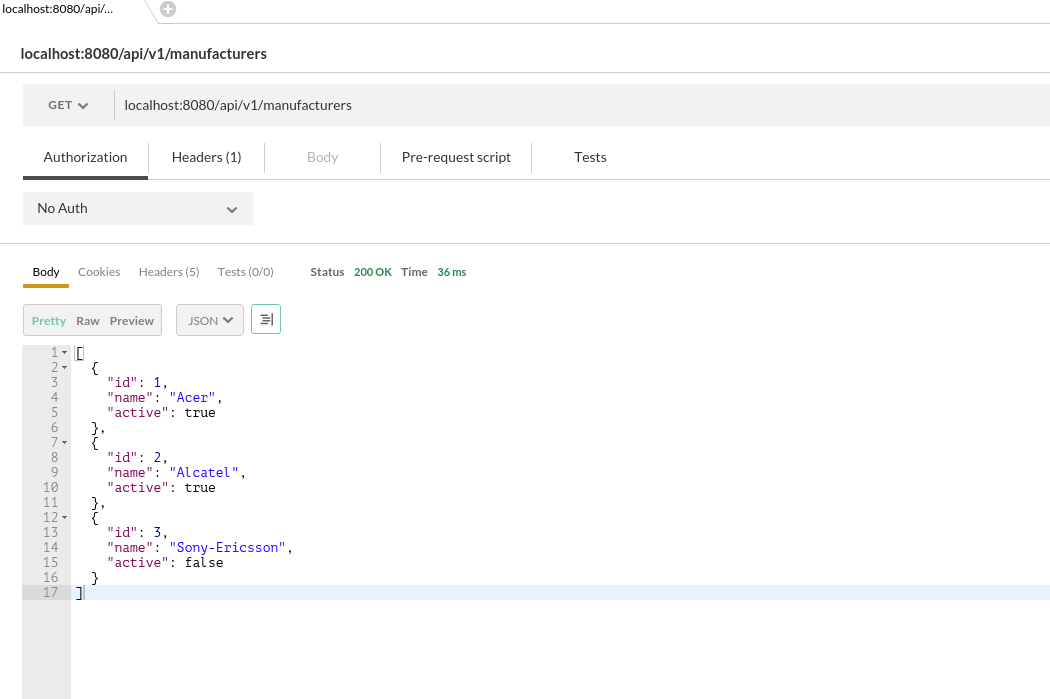 localhost:8080/api/...
localhost:8080/api/v1/manufacturers
GET localhost:8080/api/v1/manufacturers
Authorization Headers (1) Body Pre-request script Tests
No Auth
Body Cookies Headers (5) Tests (0/0) Status 200 OK Time 36 ms
Pretty Raw Preview JSON
1 [
2 {
3 "id": 1,
4 "name": "Acer",
5 "active": true
6 },
7 {
8 "id": 2,
9 "name": "Alcatel",
10 "active": true
11 },
12 {
13 "id": 3,
14 "name": "Sony-Ericsson",
15 "active": false
16 }
17 ]